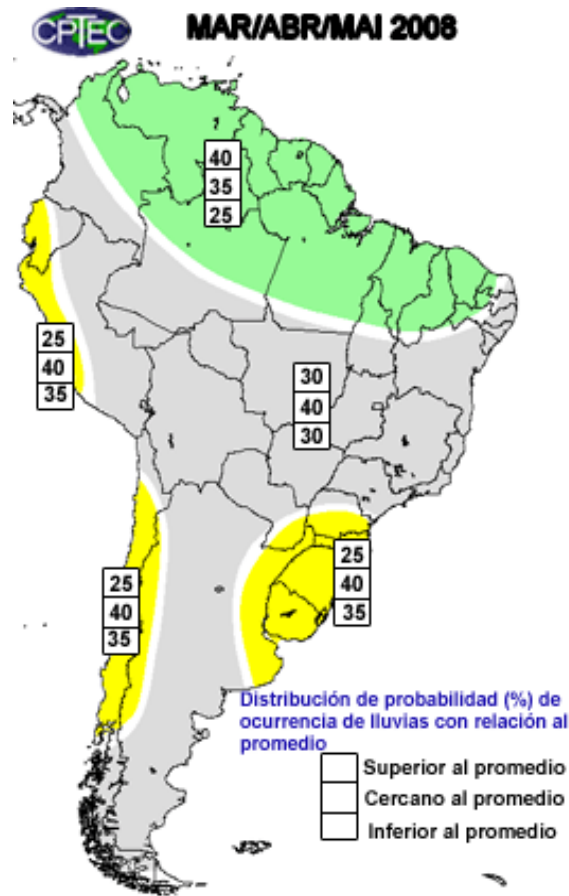 CPTEC
MAR/ABR/MAI 2008
40
35
25
25
40
35
30
40
30
25
40
35
25
40
35
Distribución de probabilidad (%) de
ocurrencia de lluvias con relación al
promedio
Superior al promedio
Cercano al promedio
Inferior al promedio